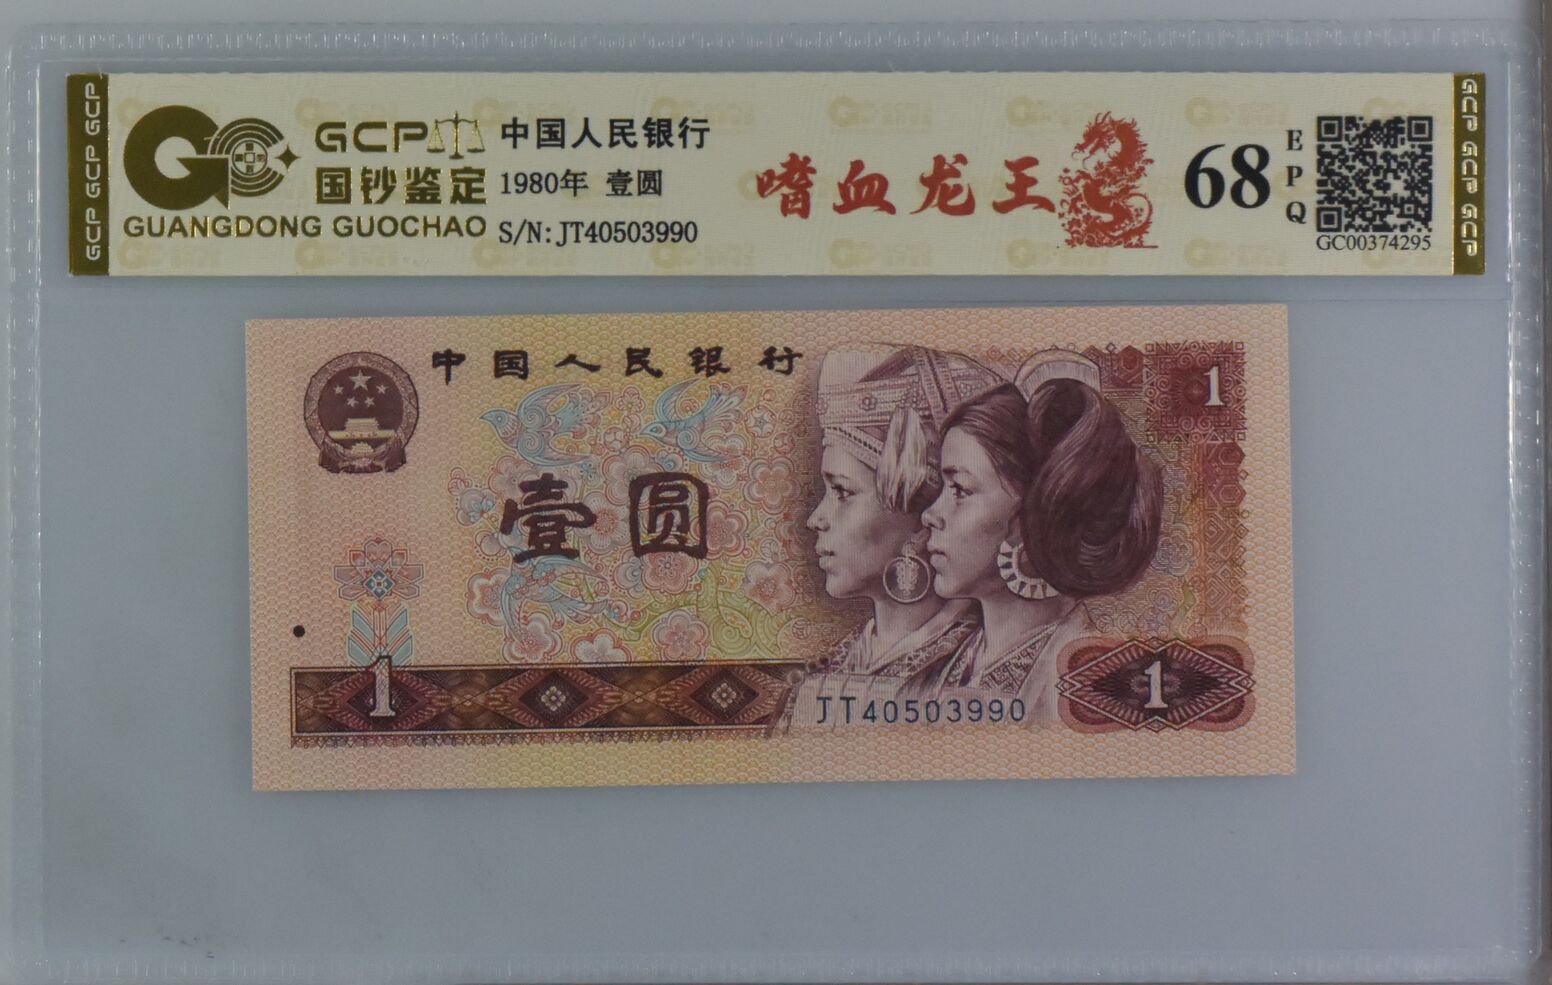 GCP GCP GCP
GCP
国钞鉴定
GUANGDONG GUOCHAO
中国人民银行
1980年 壹圆
S/N:JT40503990
嗜血龙王
68
EPQ
GC00374295
GCP GCP GCP
中国人民银行
1
壹圆
1
JT40503990
1